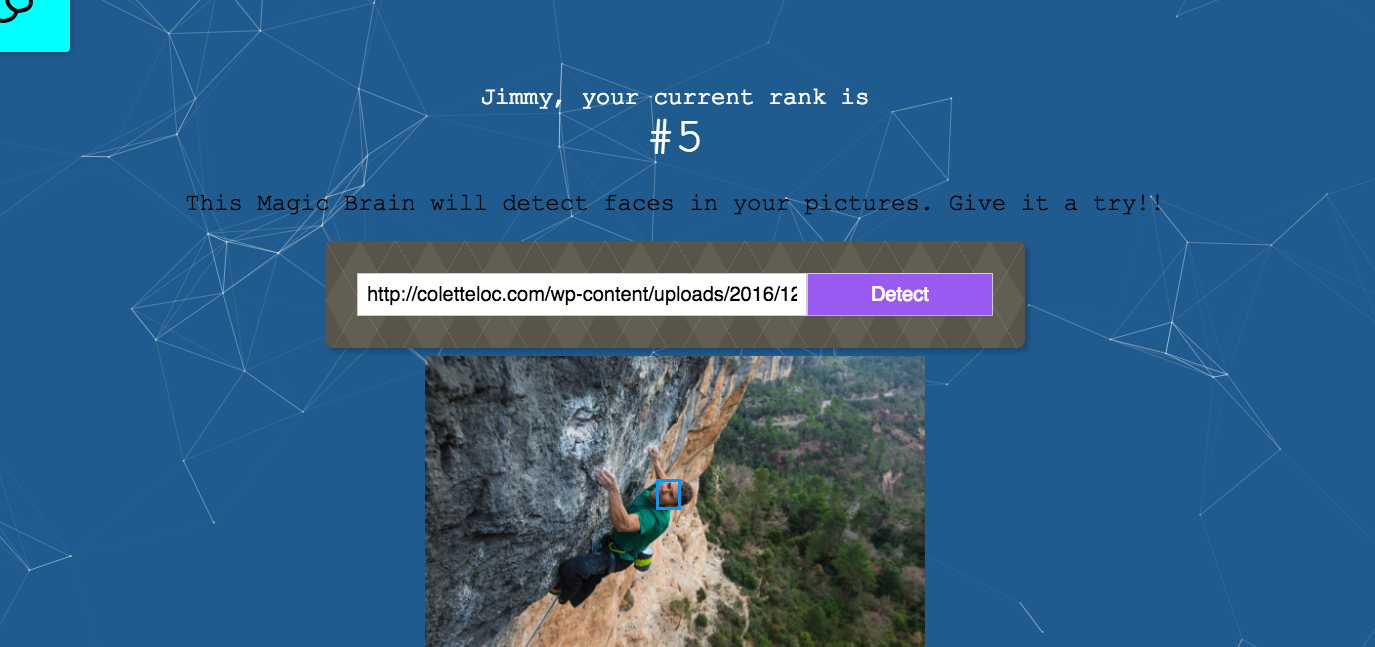 Jimmy, your current rank is
#5
This Magic Brain will detect faces in your pictures. Give it a try!!
http://coletteloc.com/wp-content/uploads/2016/12
Detect